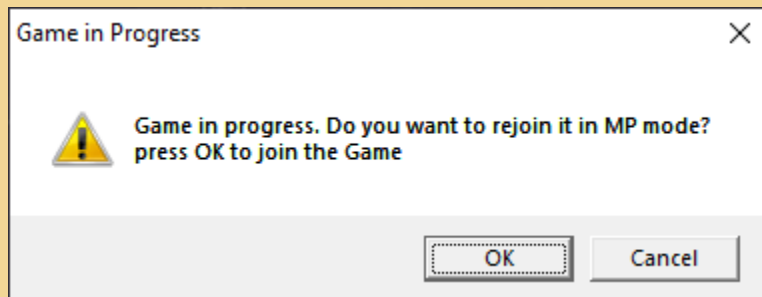 Game in Progress
Game in progress. Do you want to rejoin it in MP mode?
press OK to join the Game
OK
Cancel